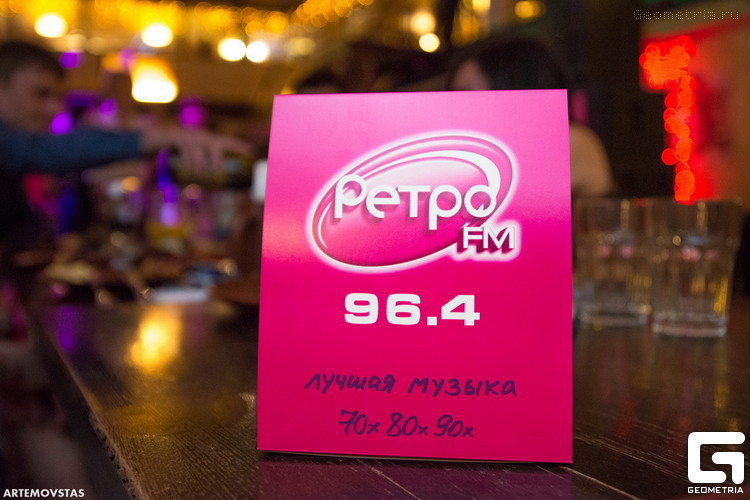 Geometria.ru
Ретро
FM
96.4
лучшая музыка
70х 80х 90х
ARTEMOVSTAS
GEOMETRIA